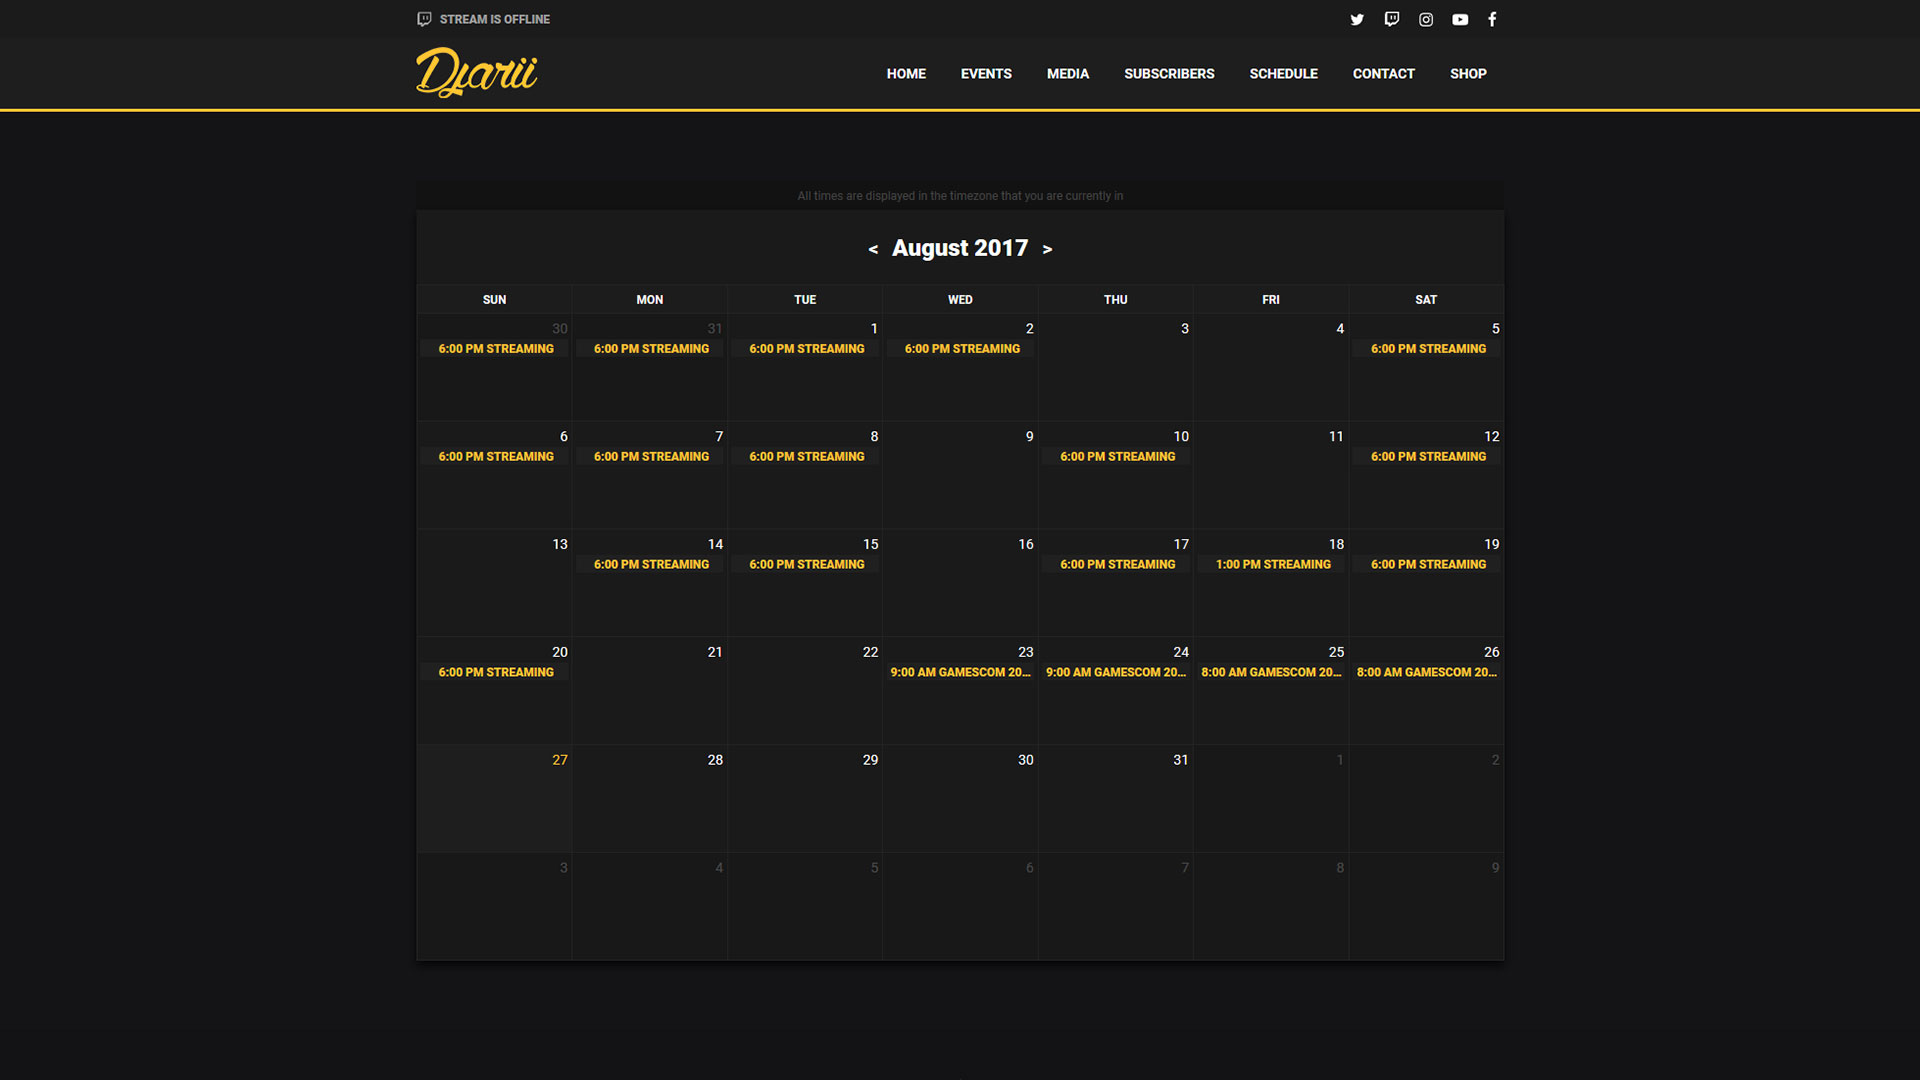 STREAM IS OFFLINE
Djarii
HOME EVENTS MEDIA SUBSCRIBERS SCHEDULE CONTACT SHOP
All times are displayed in the timezone that you are currently in
< August 2017 >
SUN MON TUE WED THU FRI SAT
30 31 1 2 3 4 5
6:00 PM STREAMING 6:00 PM STREAMING 6:00 PM STREAMING 6:00 PM STREAMING 6:00 PM STREAMING
6 7 8 9 10 11 12
6:00 PM STREAMING 6:00 PM STREAMING 6:00 PM STREAMING 6:00 PM STREAMING 6:00 PM STREAMING
13 14 15 16 17 18 19
6:00 PM STREAMING 6:00 PM STREAMING 6:00 PM STREAMING 1:00 PM STREAMING 6:00 PM STREAMING
20 21 22 23 24 25 26
6:00 PM STREAMING 9:00 AM GAMESCOM 20... 9:00 AM GAMESCOM 20... 8:00 AM GAMESCOM 20... 8:00 AM GAMESCOM 20...
27 28 29 30 31 1 2
3 4 5 6 7 8 9